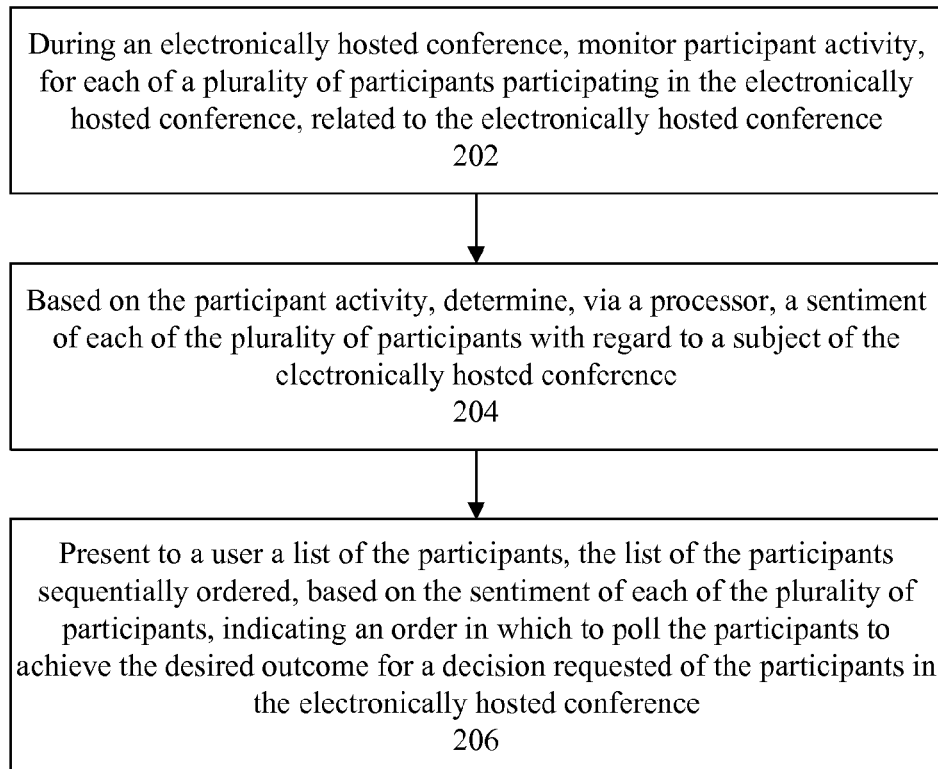 During an electronically hosted conference, monitor participant activity,
for each of a plurality of participants participating in the electronically
hosted conference, related to the electronically hosted conference
202
Based on the participant activity, determine, via a processor, a sentiment
of each of the plurality of participants with regard to a subject of the
electronically hosted conference
204
Present to a user a list of the participants, the list of the participants
sequentially ordered, based on the sentiment of each of the plurality of
participants, indicating an order in which to poll the participants to
achieve the desired outcome for a decision requested of the participants in
the electronically hosted conference
206